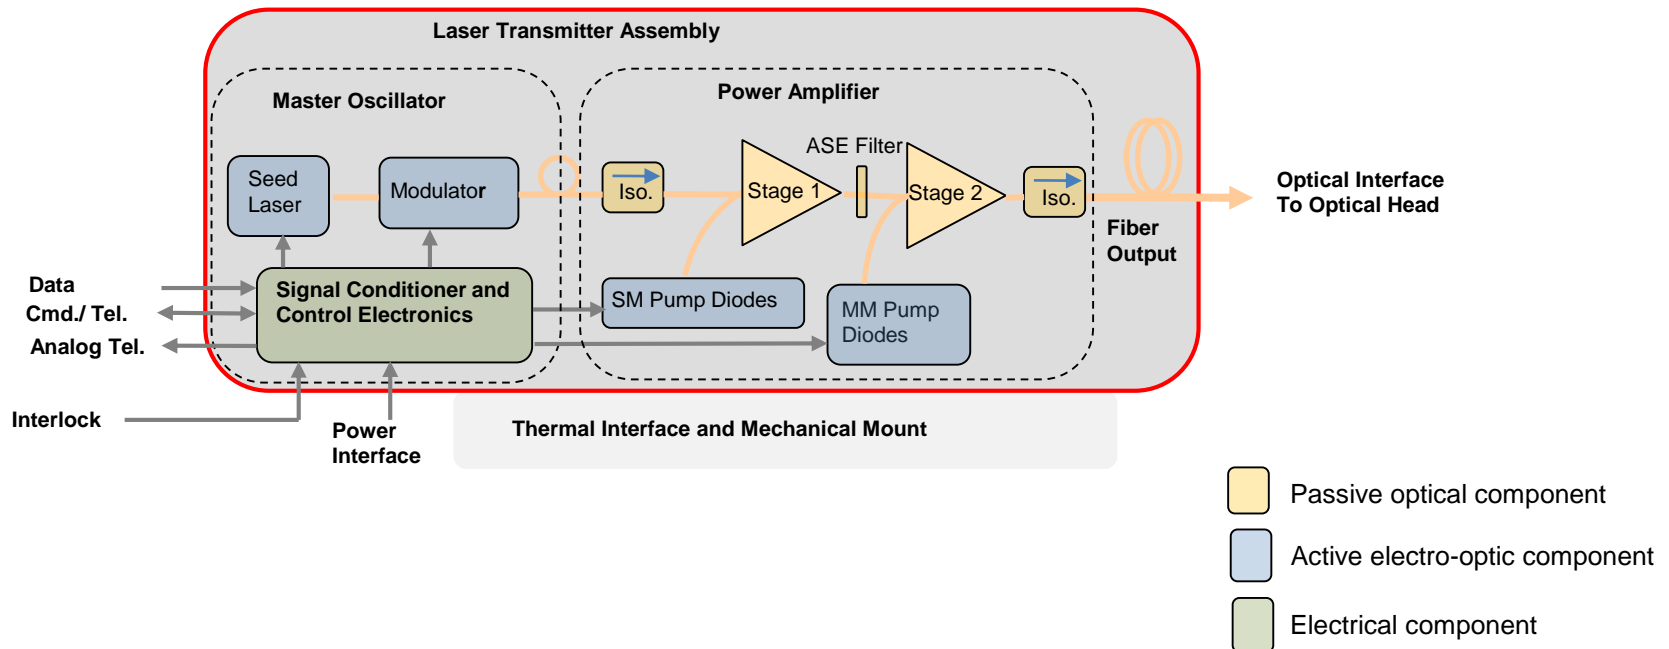 Laser Transmitter Assembly
Master Oscillator
Power Amplifier
ASE Filter
Seed
Laser
Modulator
Iso.
Stage 1
Stage 2
Iso.
Optical Interface
To Optical Head
Fiber
Output
Data
Cmd./ Tel.
Analog Tel.
Signal Conditioner and
Control Electronics
SM Pump Diodes
MM Pump
Diodes
Interlock
Power
Interface
Thermal Interface and Mechanical Mount
Passive optical component
Active electro-optic component
Electrical component